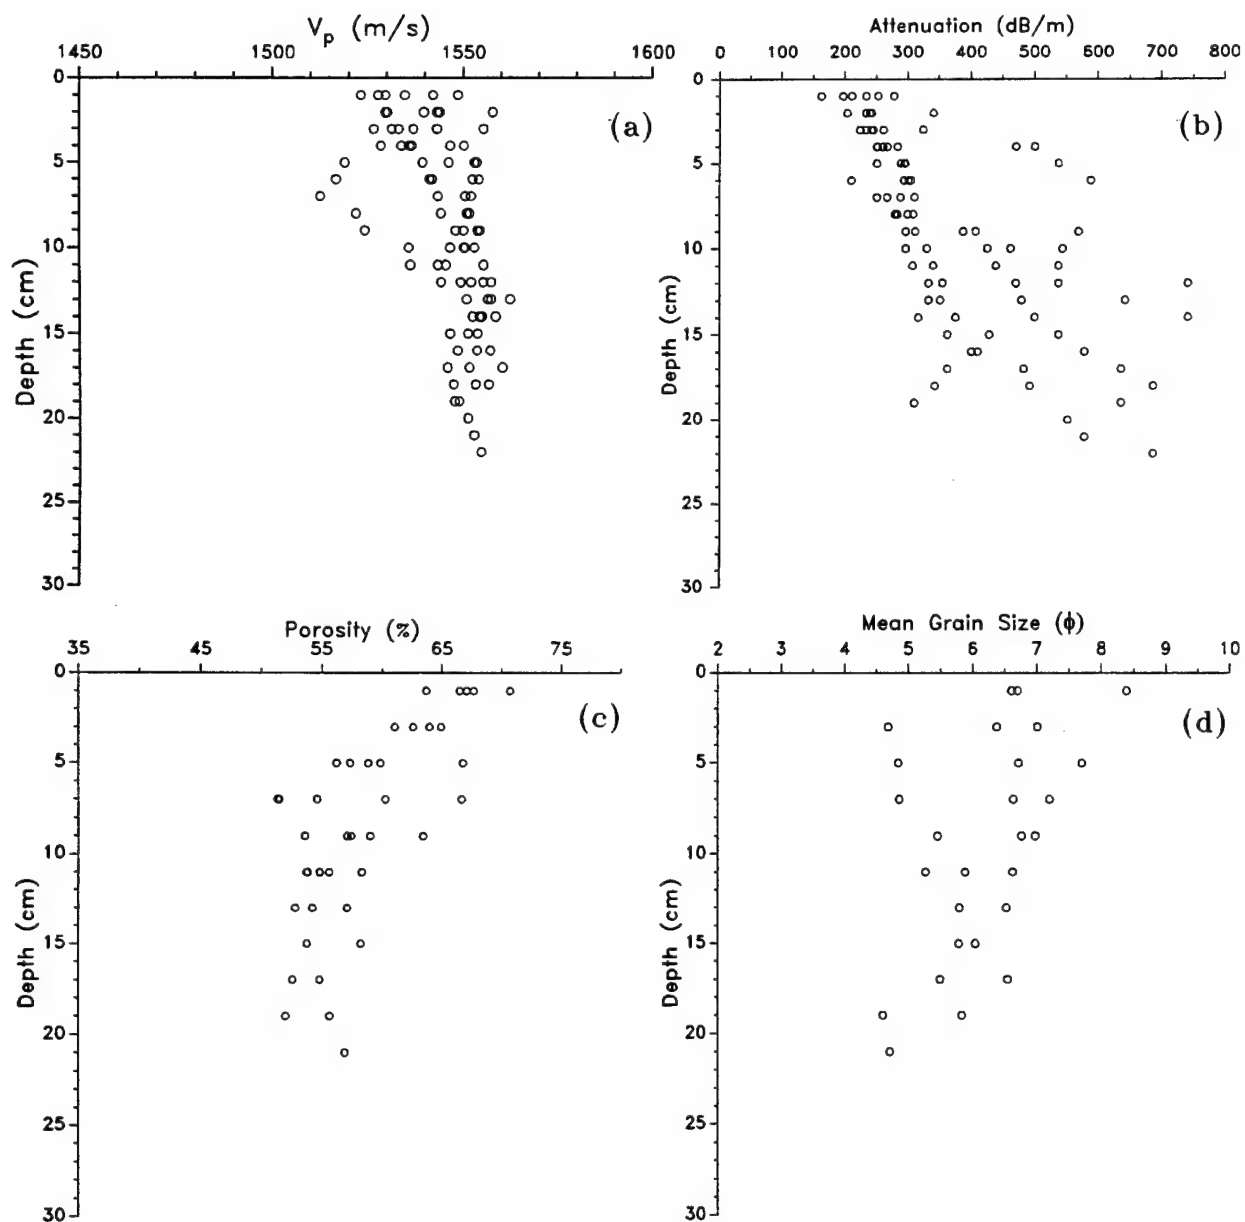 V_p (m/s)
1450 1500 1550 1600
0
5
10
15
20
25
30
Depth (cm)
(a)
Attenuation (dB/m)
0 100 200 300 400 500 600 700 800
0
5
10
15
20
25
30
Depth (cm)
(b)
Porosity (%)
35 45 55 65 75
0
5
10
15
20
25
30
Depth (cm)
(c)
Mean Grain Size (ϕ)
2 3 4 5 6 7 8 9 10
0
5
10
15
20
25
30
Depth (cm)
(d)